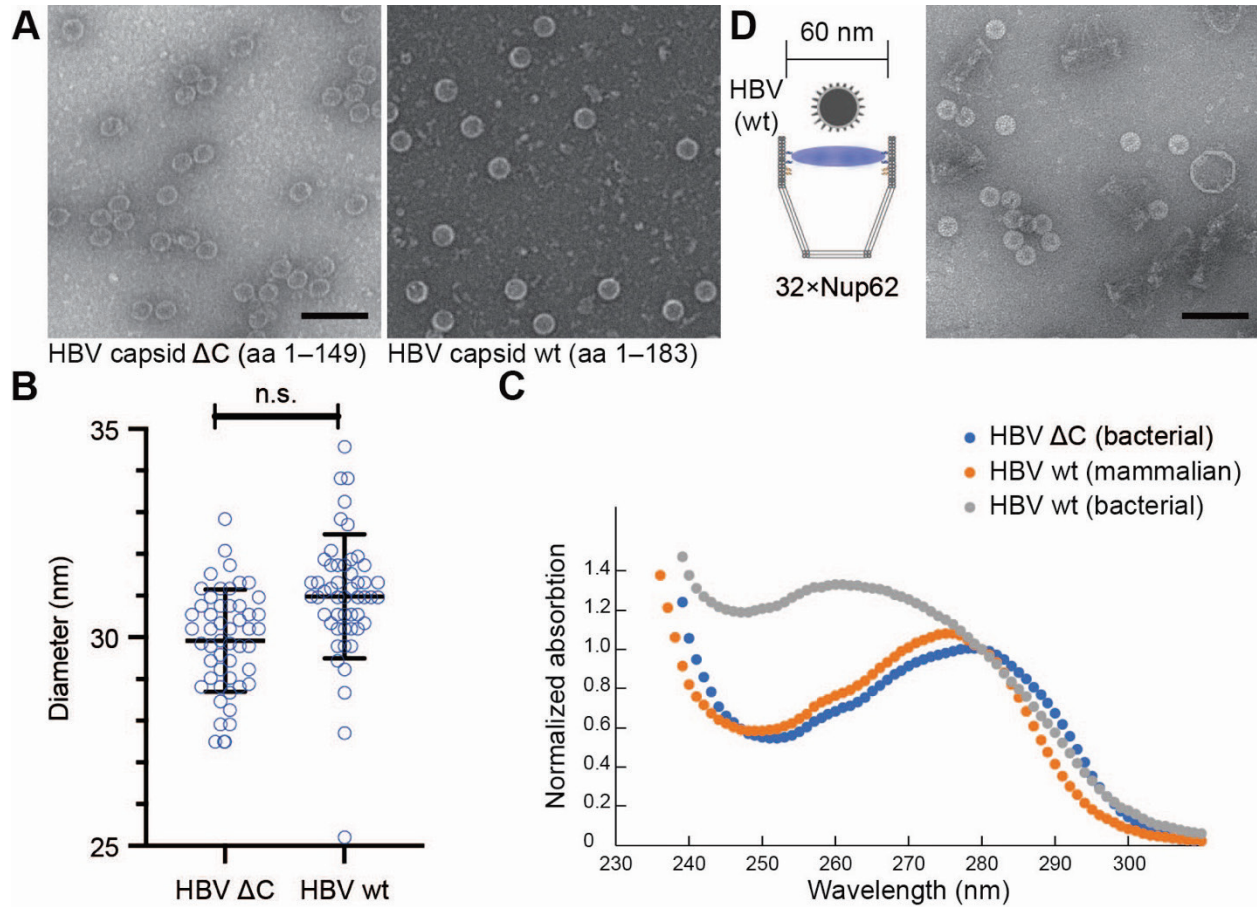 A
HBV capsid ΔC (aa 1–149)
HBV capsid wt (aa 1–183)
D
60 nm
HBV
(wt)
32×Nup62
B
n.s.
35
30
25
Diameter (nm)
HBV ΔC
HBV wt
C
HBV ΔC (bacterial)
HBV wt (mammalian)
HBV wt (bacterial)
Normalized absorbtion
1.4
1.2
1.0
0.8
0.6
0.4
0.2
0
230 240 250 260 270 280 290 300
Wavelength (nm)